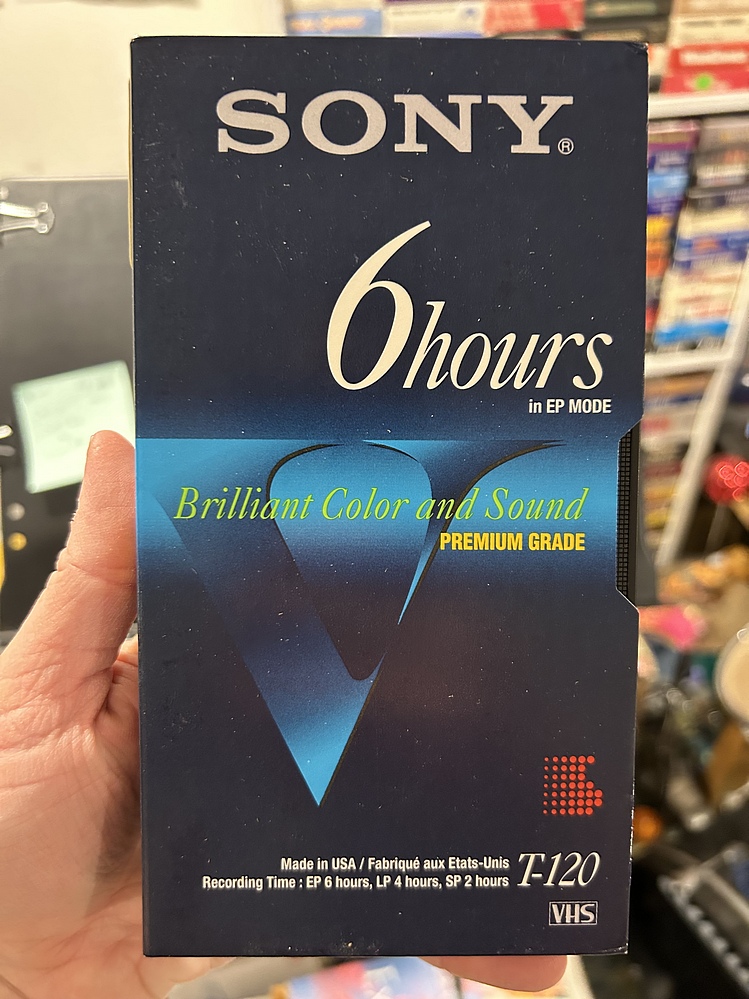 SONY®
6 hours
in EP MODE
Brilliant Color and Sound
PREMIUM GRADE
Made in USA / Fabriqué aux Etats-Unis
Recording Time : EP 6 hours, LP 4 hours, SP 2 hours T-120
VHS